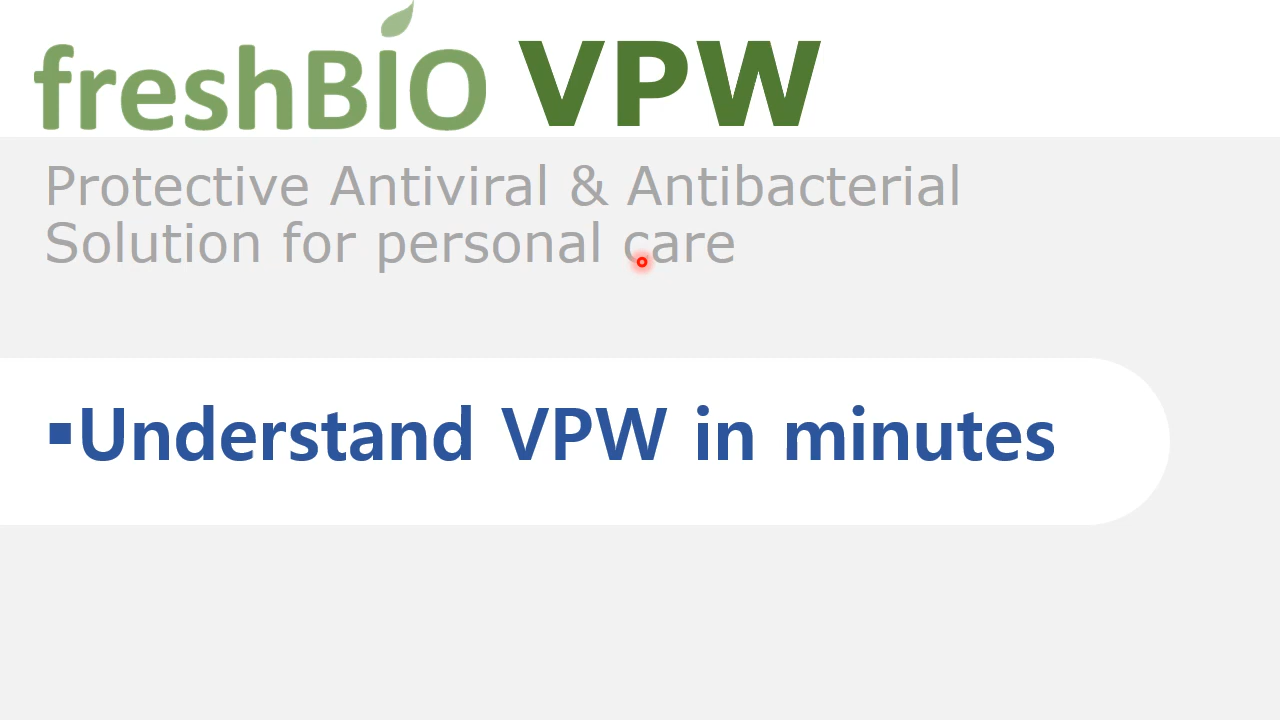 freshBIO VPW
Protective Antiviral & Antibacterial
Solution for personal care
▪Understand VPW in minutes